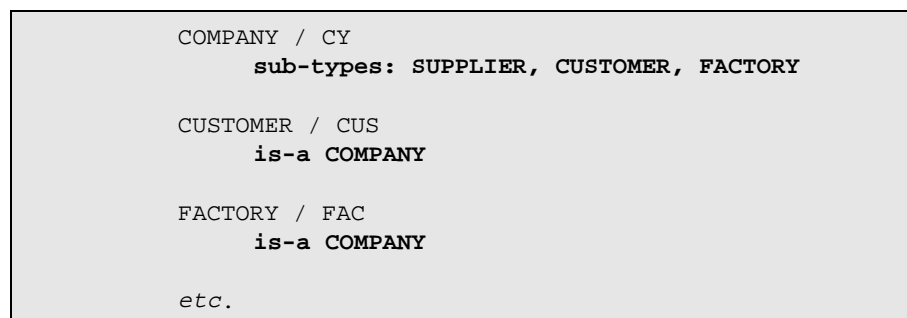 COMPANY / CY
sub-types: SUPPLIER, CUSTOMER, FACTORY
CUSTOMER / CUS
is-a COMPANY
FACTORY / FAC
is-a COMPANY
etc.